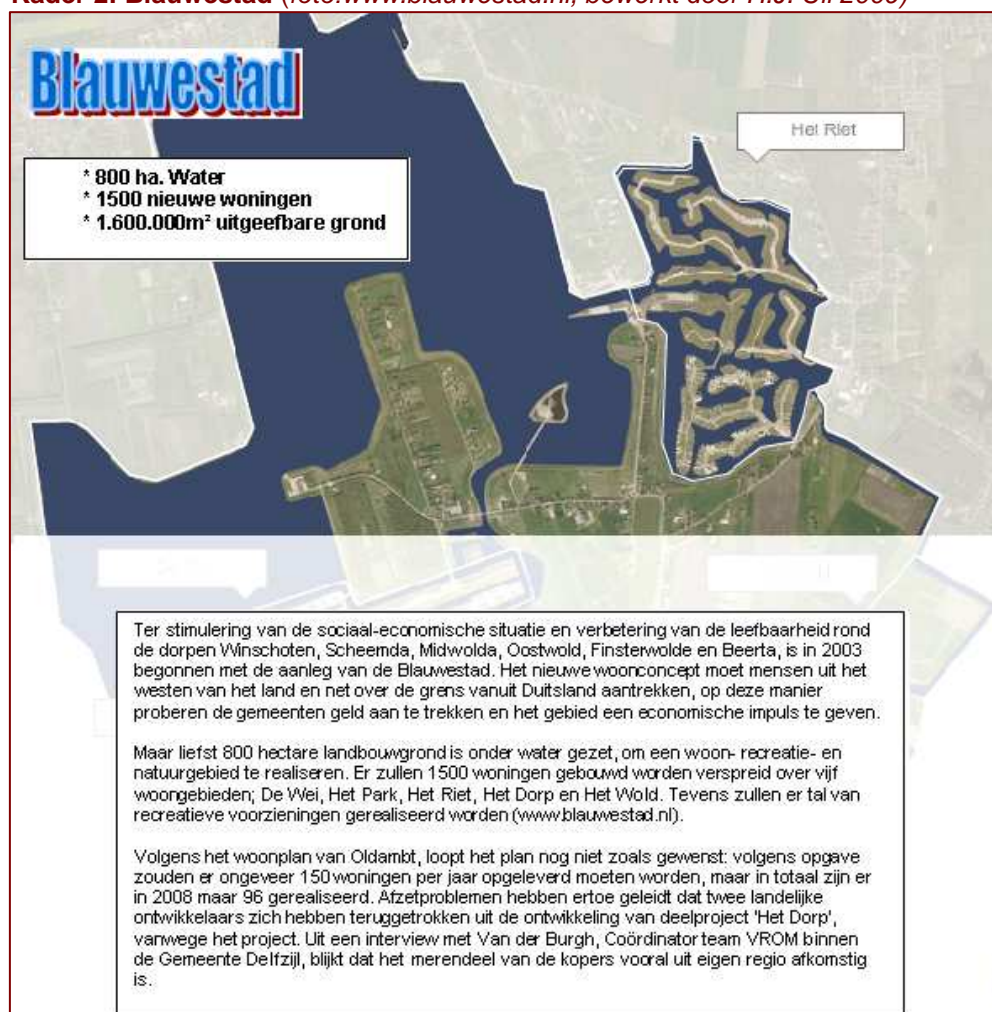 Kader 2: Blauwestad (foto:www.blauwestad.nl, bewerkt door
Blauwestad
Het Riet
* 800 ha. Water
* 1500 nieuwe woningen
* 1.600.000m² uitgeefbare grond
Ter stimulering van de sociaal-economische situatie en verbetering van de leefbaarheid rond
de dorpen Winschoten, Scheemda, Midwolda, Oostwold, Finsterwolde en Beerta, is in 2003
begonnen met de aanleg van de Blauwestad. Het nieuwe woonconcept moet mensen uit het
westen van het land en net over de grens vanuit Duitsland aantrekken, op deze manier
proberen de gemeenten geld aan te trekken en het gebied een economische impuls te geven.
Maar liefst 800 hectare landbouwgrond is onder water gezet, om een woon- recreatie- en
natuurgebied te realiseren. Er zullen 1500 woningen gebouwd worden verspreid over vijf
woongebieden; De Wei, Het Park, Het Riet, Het Dorp en Het Wold. Tevens zullen er tal van
recreatieve voorzieningen gerealiseerd worden (www.blauwestad.nl).
Volgens het woonplan van Oldambt, loopt het plan nog niet zoals gewenst: volgens opgave
zouden er ongeveer 150 woningen per jaar opgeleverd moeten worden, maar in totaal zijn er
in 2008 maar 96 gerealiseerd. Afzetproblemen hebben ertoe geleidt dat twee landelijke
ontwikkelaars zich hebben teruggetrokken uit de ontwikkeling van deelproject 'Het Dorp',
vanwege het project. Uit een interview met Van der Burgh, Coördinator team VROM binnen
de Gemeente Delfzijl, blijkt dat het merendeel van de kopers vooral uit eigen regio afkomstig
is.